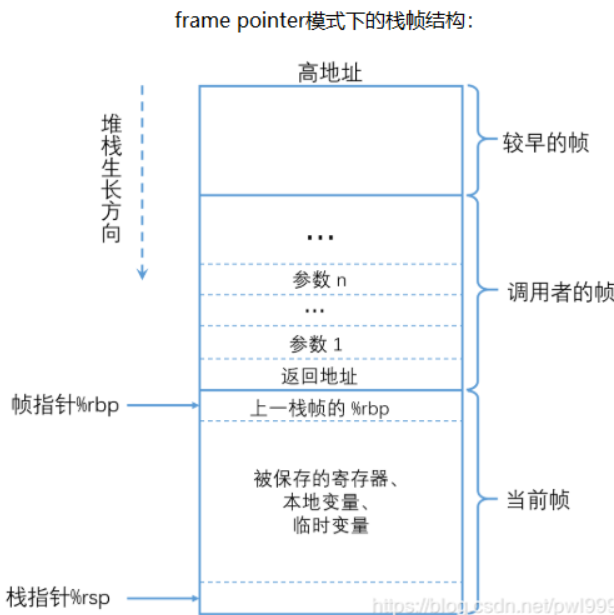 frame pointer模式下的栈帧结构：
高地址
堆栈生长方向
较早的帧
...
参数 n
...
参数 1
返回地址
调用者的帧
帧指针%rbp
上一栈帧的 %rbp
被保存的寄存器、
本地变量、
临时变量
当前帧
栈指针%rsp
https://blog.csdn.net/pwl999